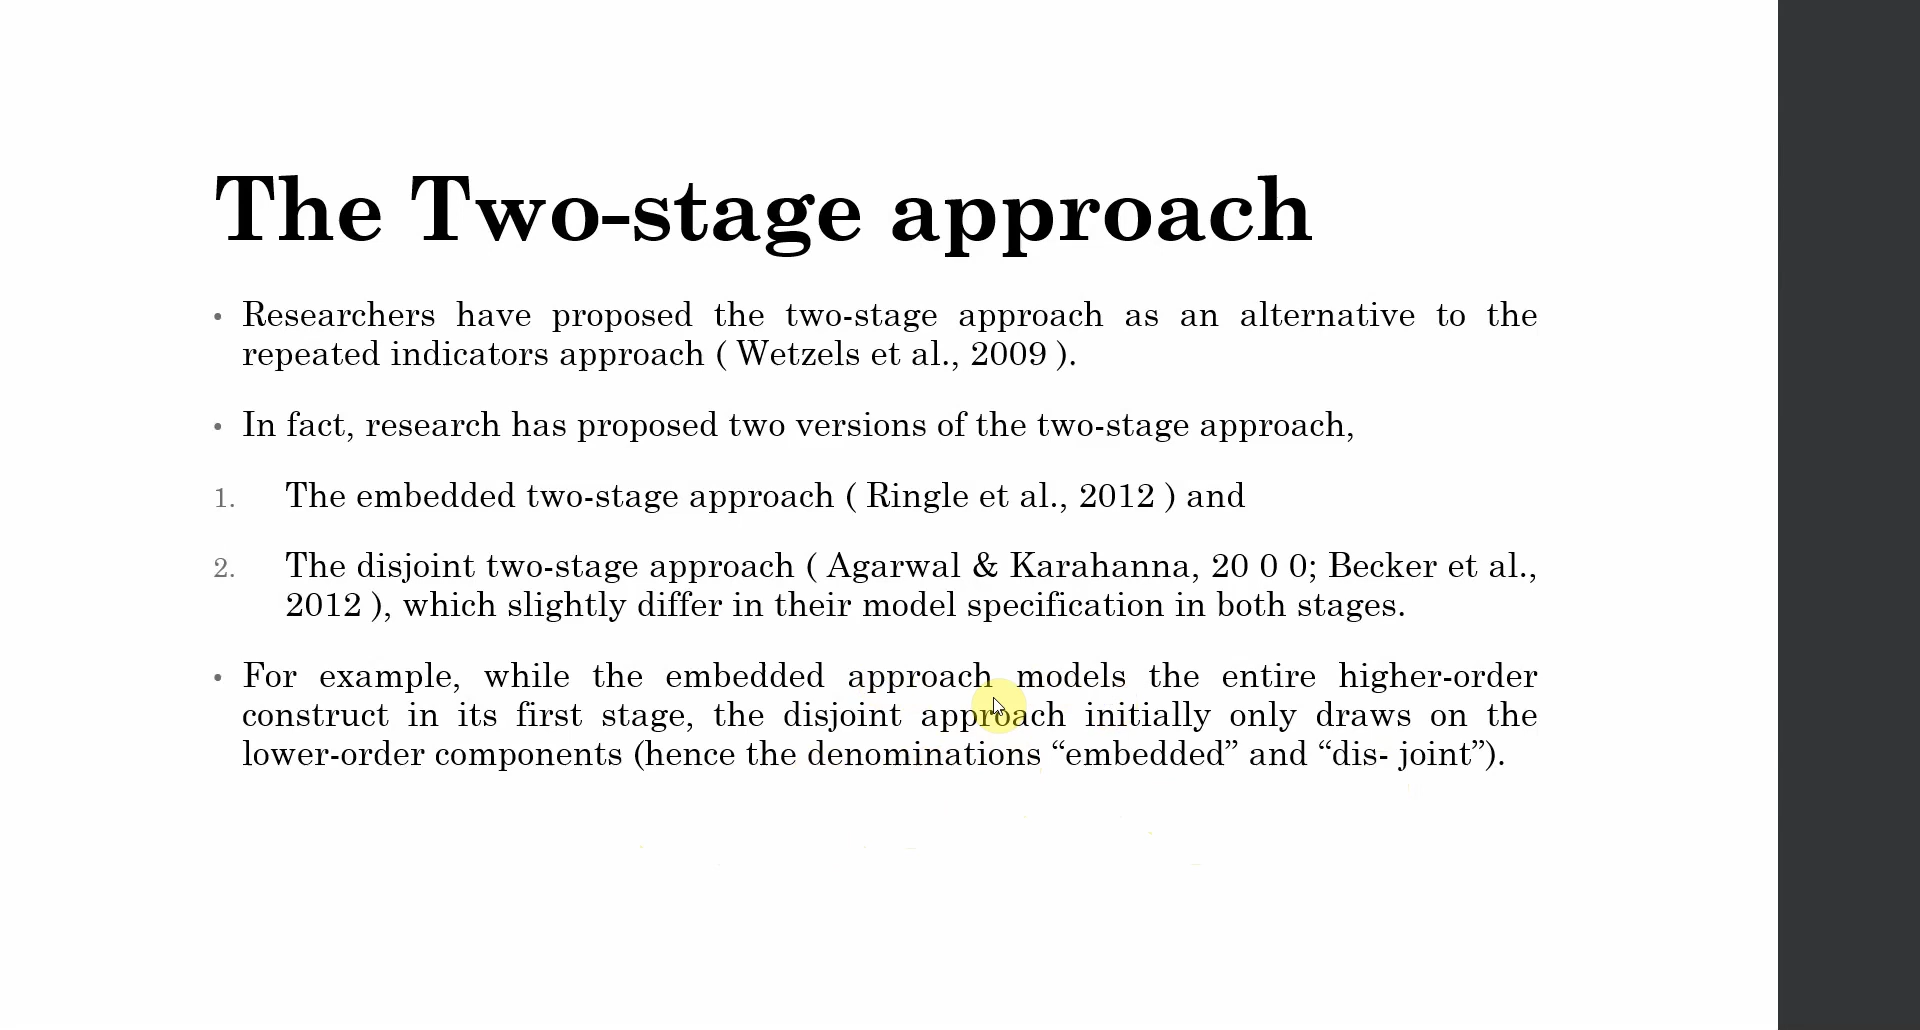 The Two-stage approach
• Researchers have proposed the two-stage approach as an alternative to the
repeated indicators approach ( Wetzels et al., 2009 ).
• In fact, research has proposed two versions of the two-stage approach,
1. The embedded two-stage approach ( Ringle et al., 2012 ) and
2. The disjoint two-stage approach ( Agarwal & Karahanna, 20 0 0; Becker et al.,
2012 ), which slightly differ in their model specification in both stages.
• For example, while the embedded approach models the entire higher-order
construct in its first stage, the disjoint approach initially only draws on the
lower-order components (hence the denominations “embedded” and “dis- joint”).